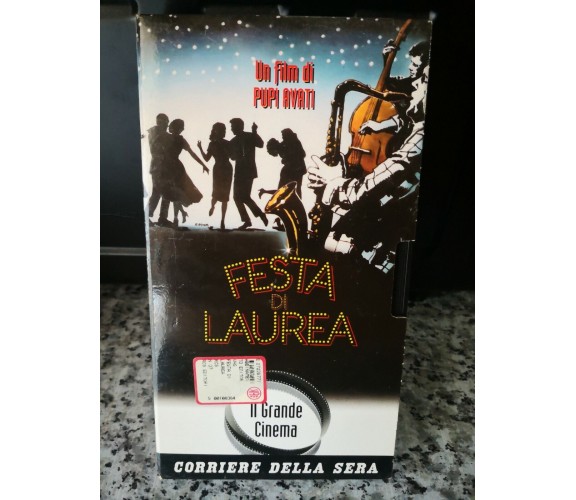 Un film di
PUPI AVATI
FESTA
DI
LAUREA
Il Grande
Cinema
CORRIERE DELLA SERA